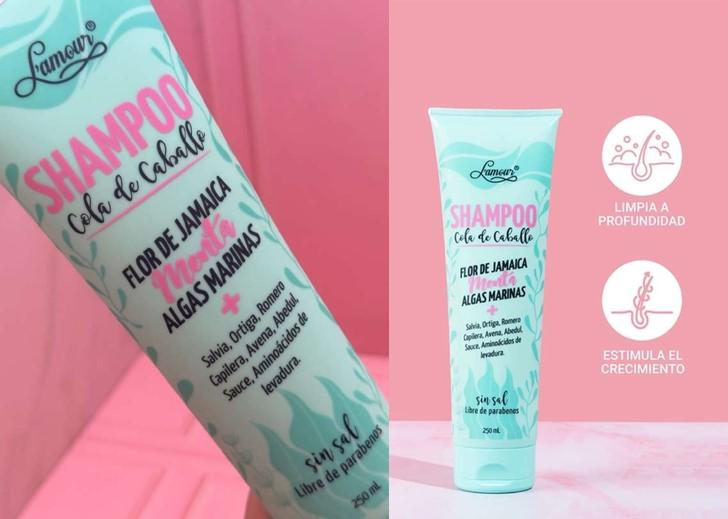 L'amour®
SHAMPOO
Cola de Caballo
FLOR DE JAMAICA
Menta
ALGAS MARINAS
+
Salvia, Ortiga, Romero
Capilera, Avena, Abedul,
Sauce, Aminoácidos de
levadura.
sin sal
Libre de parabenos
250 mL
L'amour®
SHAMPOO
Cola de Caballo
FLOR DE JAMAICA
Menta
ALGAS MARINAS
+
Salvia, Ortiga, Romero
Capilera, Avena, Abedul,
Sauce, Aminoácidos de
levadura.
sin sal
Libre de parabenos
250 mL
LIMPIA A
PROFUNDIDAD
ESTIMULA EL
CRECIMIENTO